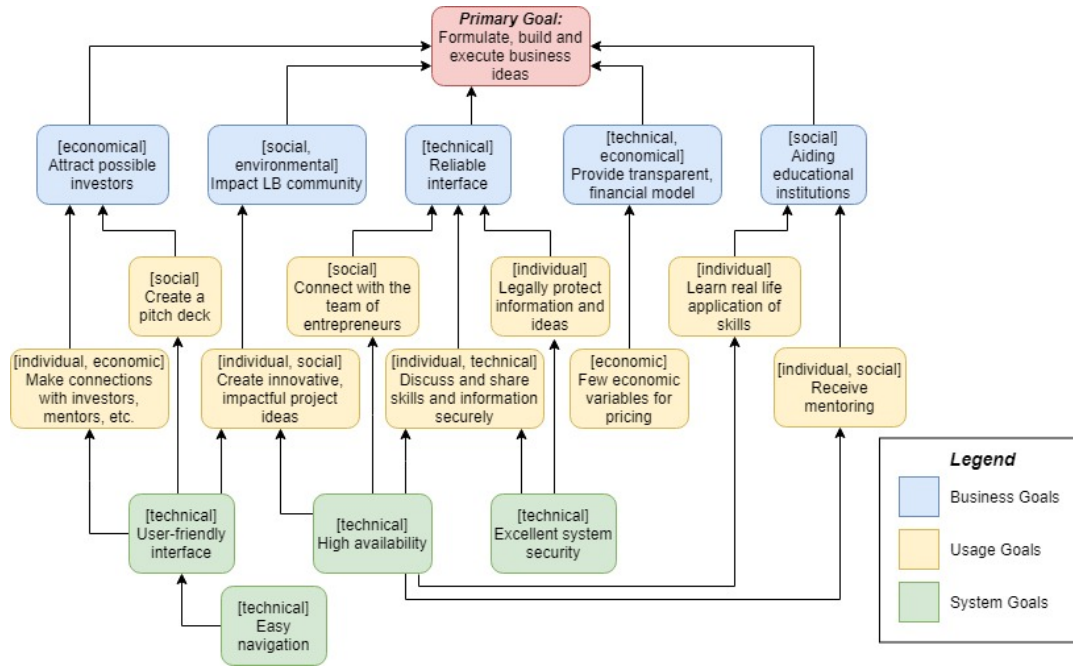 Primary Goal:
Formulate, build and
execute business
ideas
[economical]
Attract possible
investors
[social,
environmental]
Impact LB community
[technical]
Reliable
interface
[technical,
economical]
Provide transparent,
financial model
[social]
Aiding
educational
institutions
[social]
Create a
pitch deck
[social]
Connect with the
team of
entrepreneurs
[individual]
Legally protect
information and
ideas
[individual]
Learn real life
application of
skills
[individual, economic]
Make connections
with investors,
mentors, etc.
[individual, social]
Create innovative,
impactful project
ideas
[individual, technical]
Discuss and share
skills and information
securely
[economic]
Few economic
variables for
pricing
[individual, social]
Receive
mentoring
[technical]
User-friendly
interface
[technical]
High availability
[technical]
Excellent system
security
[technical]
Easy
navigation
Legend
Business Goals
Usage Goals
System Goals